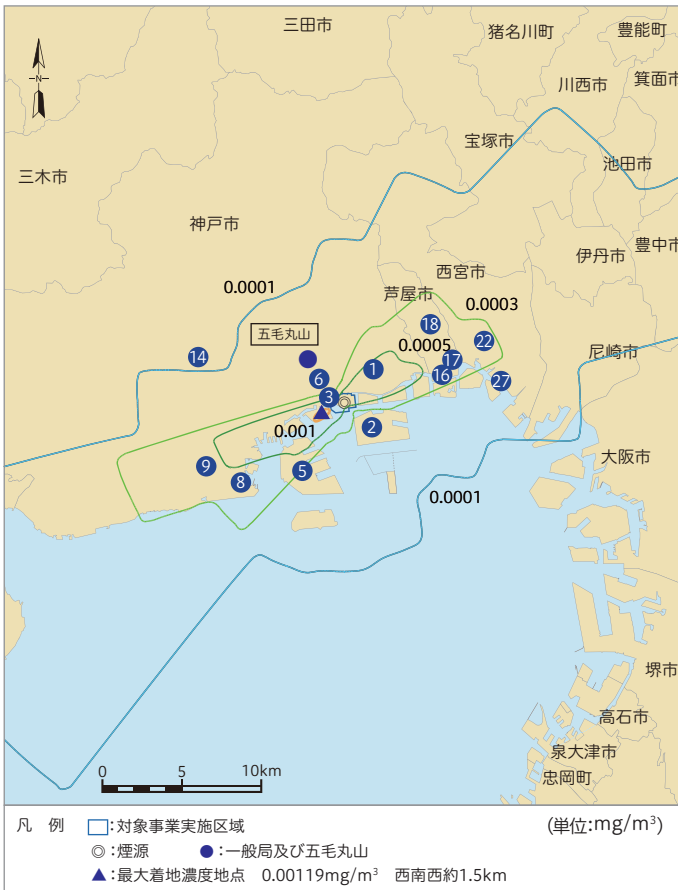 三田市
猪名川町
豊能町
N
川西市
箕面市
宝塚市
池田市
三木市
神戸市
豊中市
伊丹市
西宮市
0.0001
芦屋市
0.0003
18
五毛丸山
0.0005
22
尼崎市
14
17
1
16
6
27
3
0.001
2
大阪市
9
5
8
0.0001
堺市
高石市
泉大津市
忠岡町
0 5 10km
凡 例 :対象事業実施区域 (単位:mg/m³)
◎:煙源 ●:一般局及び五毛丸山
▲:最大着地濃度地点 0.00119mg/m³ 西南西約1.5km